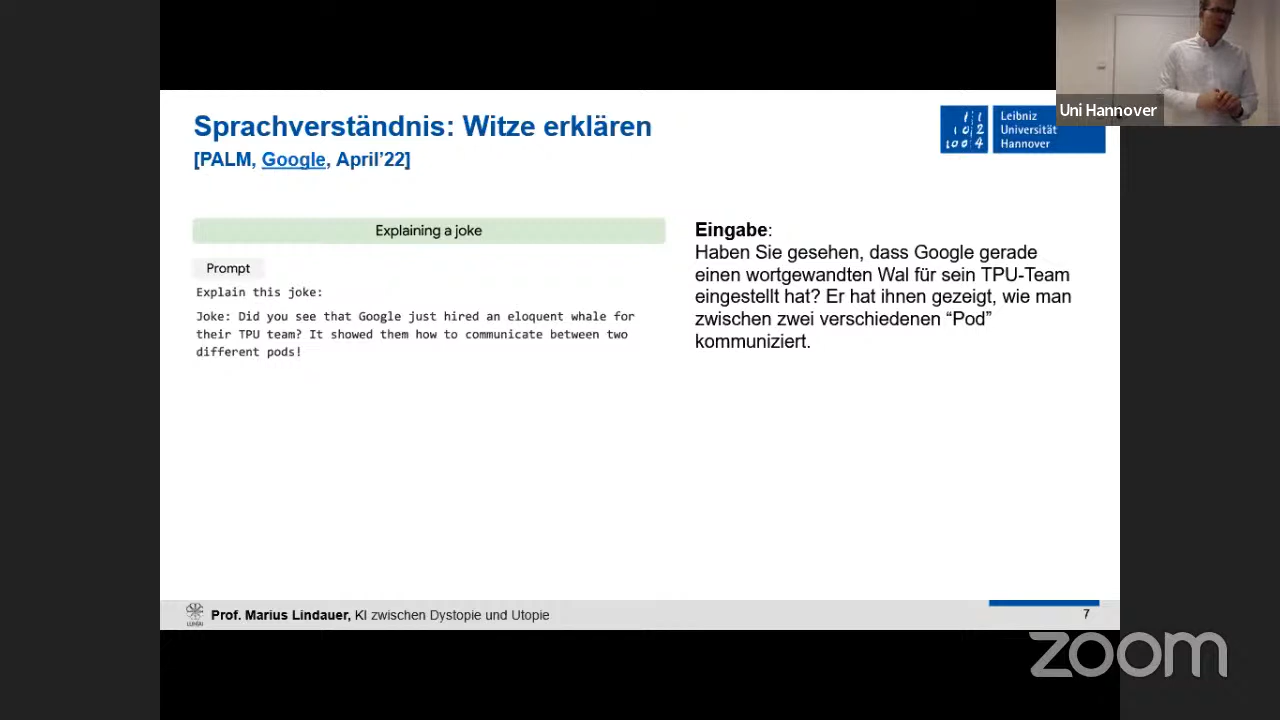 Uni Hannover
Sprachverständnis: Witze erklären
[PALM, Google, April’22]
Leibniz
Universität
Hannover
Explaining a joke
Prompt
Explain this joke:
Joke: Did you see that Google just hired an eloquent whale for
their TPU team? It showed them how to communicate between two
different pods!
Eingabe:
Haben Sie gesehen, dass Google gerade
einen wortgewandten Wal für sein TPU-Team
eingestellt hat? Er hat ihnen gezeigt, wie man
zwischen zwei verschiedenen “Pod”
kommuniziert.
Prof. Marius Lindauer, KI zwischen Dystopie und Utopie
7
zoom